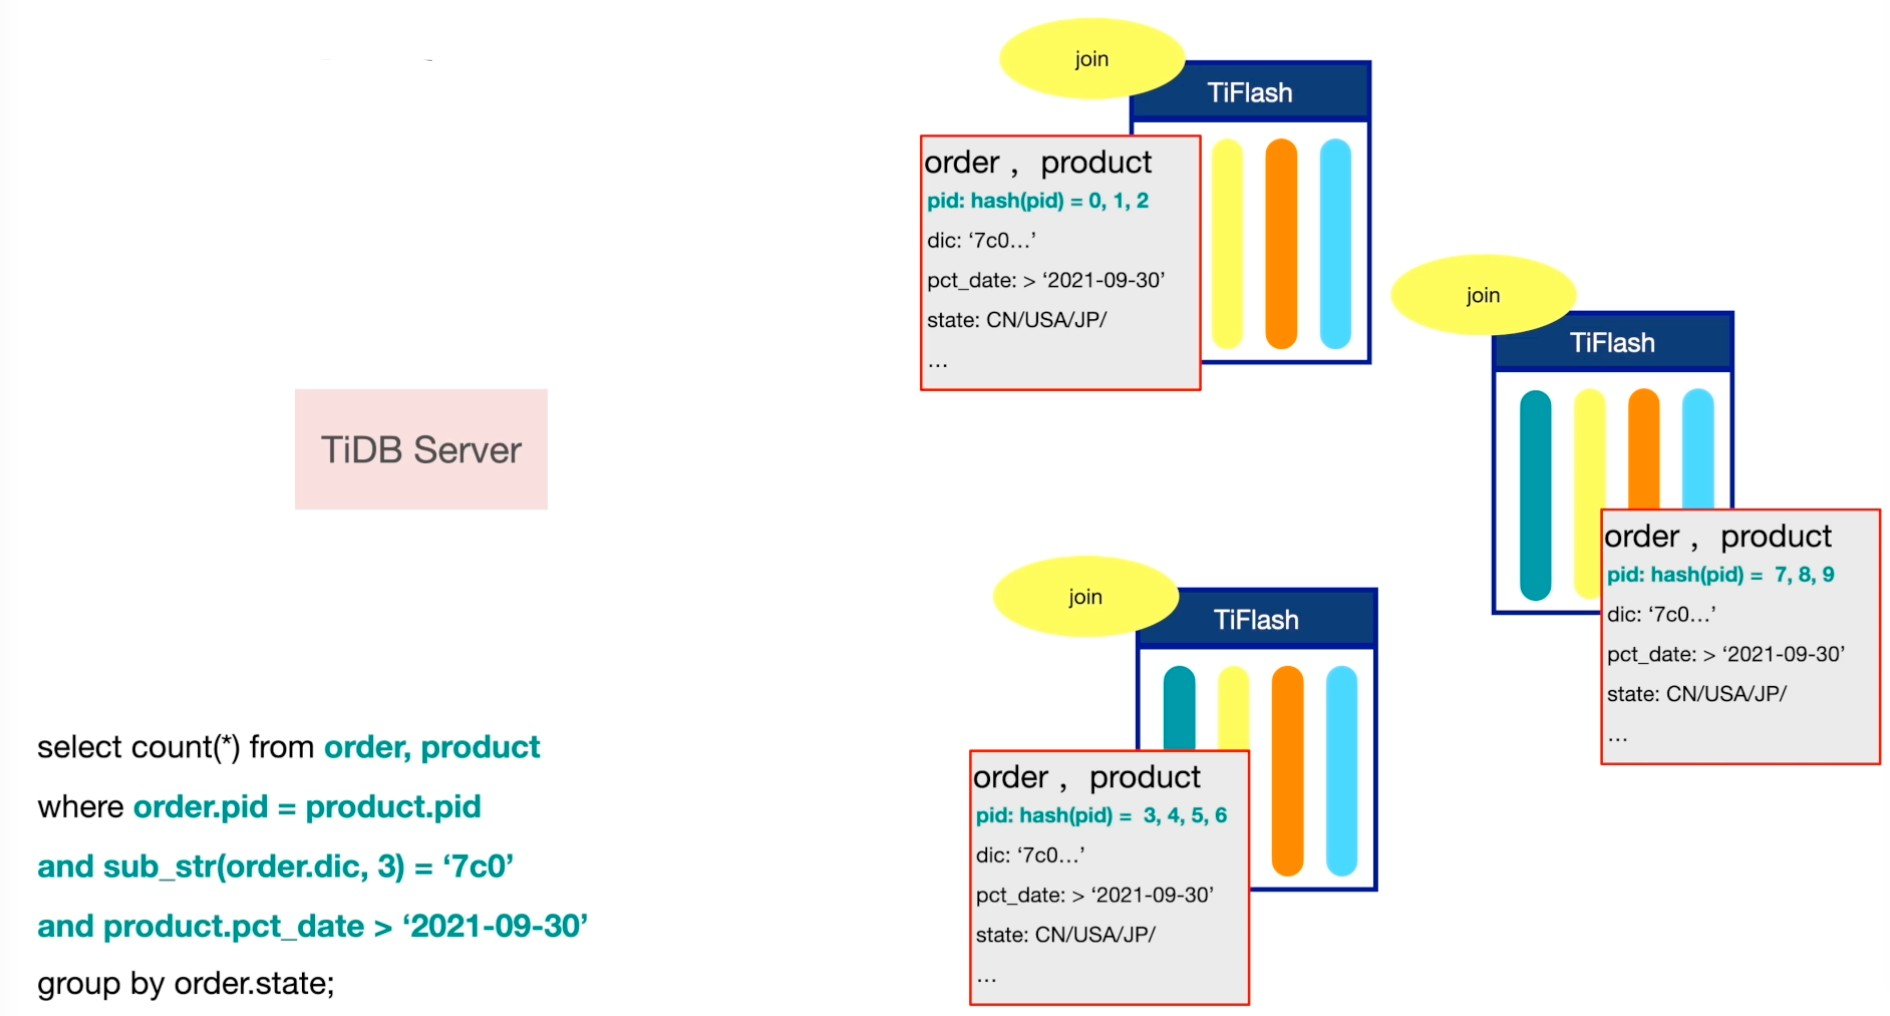 join
TiFlash
order ,  product
pid: hash(pid) = 0, 1, 2
dic: ‘7c0...’
pct_date: > ‘2021-09-30’
state: CN/USA/JP/
...
join
TiFlash
order ,  product
pid: hash(pid) =  7, 8, 9
dic: ‘7c0...’
pct_date: > ‘2021-09-30’
state: CN/USA/JP/
...
TiDB Server
join
TiFlash
order ,  product
pid: hash(pid) =  3, 4, 5, 6
dic: ‘7c0...’
pct_date: > ‘2021-09-30’
state: CN/USA/JP/
...
select count(*) from order, product
where order.pid = product.pid
and sub_str(order.dic, 3) = ‘7c0’
and product.pct_date > ‘2021-09-30’
group by order.state;